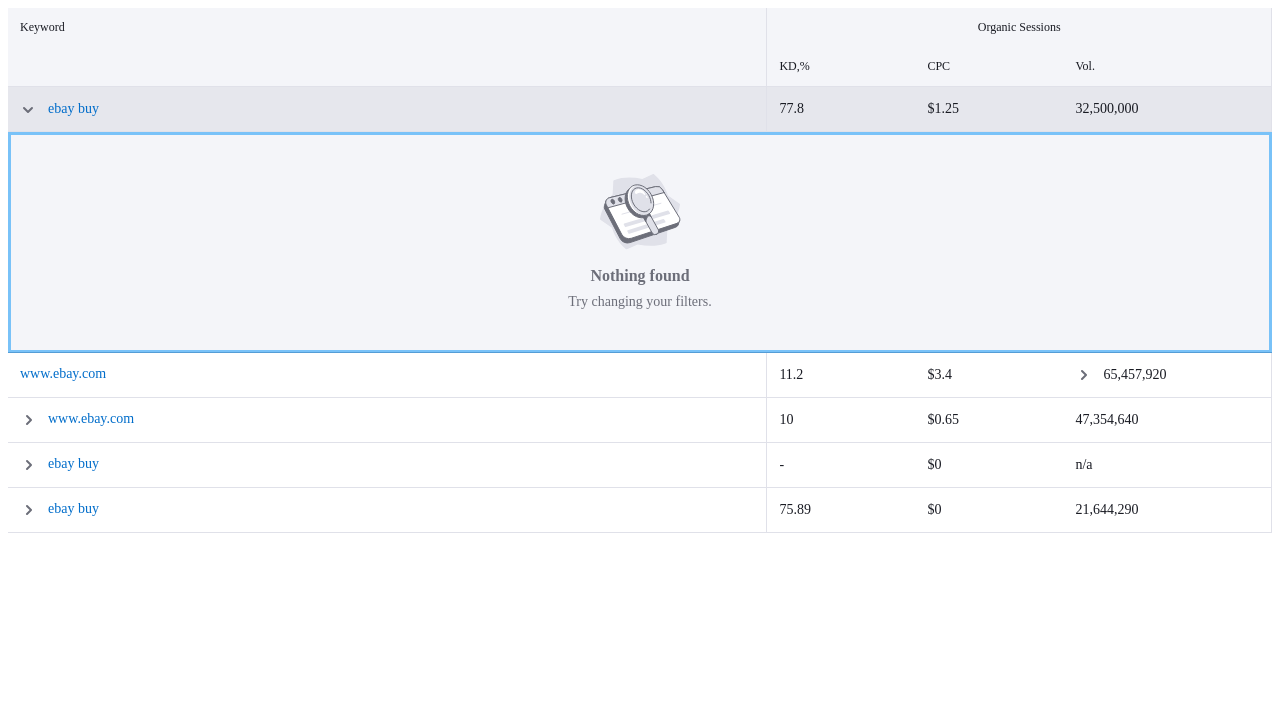 Keyword
Organic Sessions
KD,%
CPC
Vol.
ebay buy
77.8
$1.25
32,500,000
Nothing found
Try changing your filters.
www.ebay.com
11.2
$3.4
65,457,920
www.ebay.com
10
$0.65
47,354,640
ebay buy
-
$0
n/a
ebay buy
75.89
$0
21,644,290